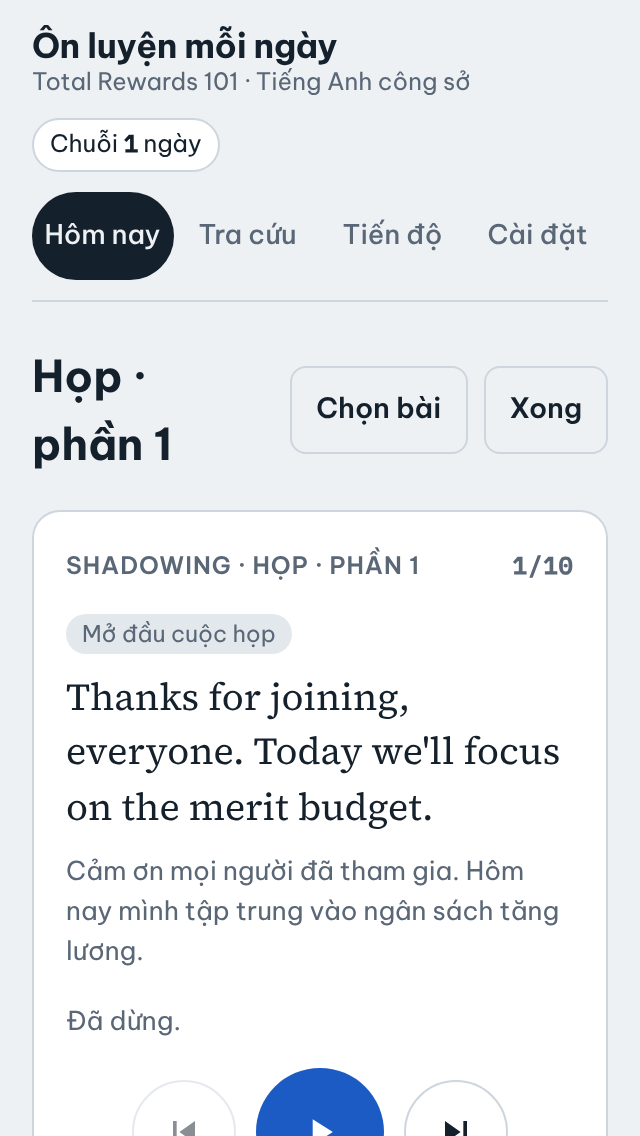 Ôn luyện mỗi ngày
Total Rewards 101 · Tiếng Anh công sở
Chuỗi 1 ngày
Hôm nay
Tra cứu
Tiến độ
Cài đặt
Họp ·
phần 1
Chọn bài
Xong
SHADOWING · HỌP · PHẦN 1
1/10
Mở đầu cuộc họp
Thanks for joining,
everyone. Today we'll focus
on the merit budget.
Cảm ơn mọi người đã tham gia. Hôm
nay mình tập trung vào ngân sách tăng
lương.
Đã dừng.